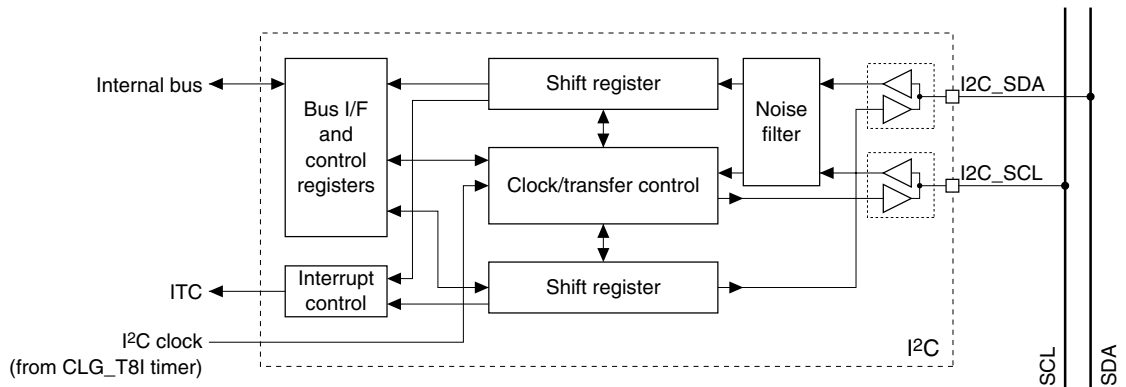 Internal bus
Bus I/F
and
control
registers
Shift register
Noise
filter
I2C_SDA
Clock/transfer control
I2C_SCL
Shift register
Interrupt
control
ITC
I²C clock
(from CLG_T8I timer)
I²C
SCL
SDA